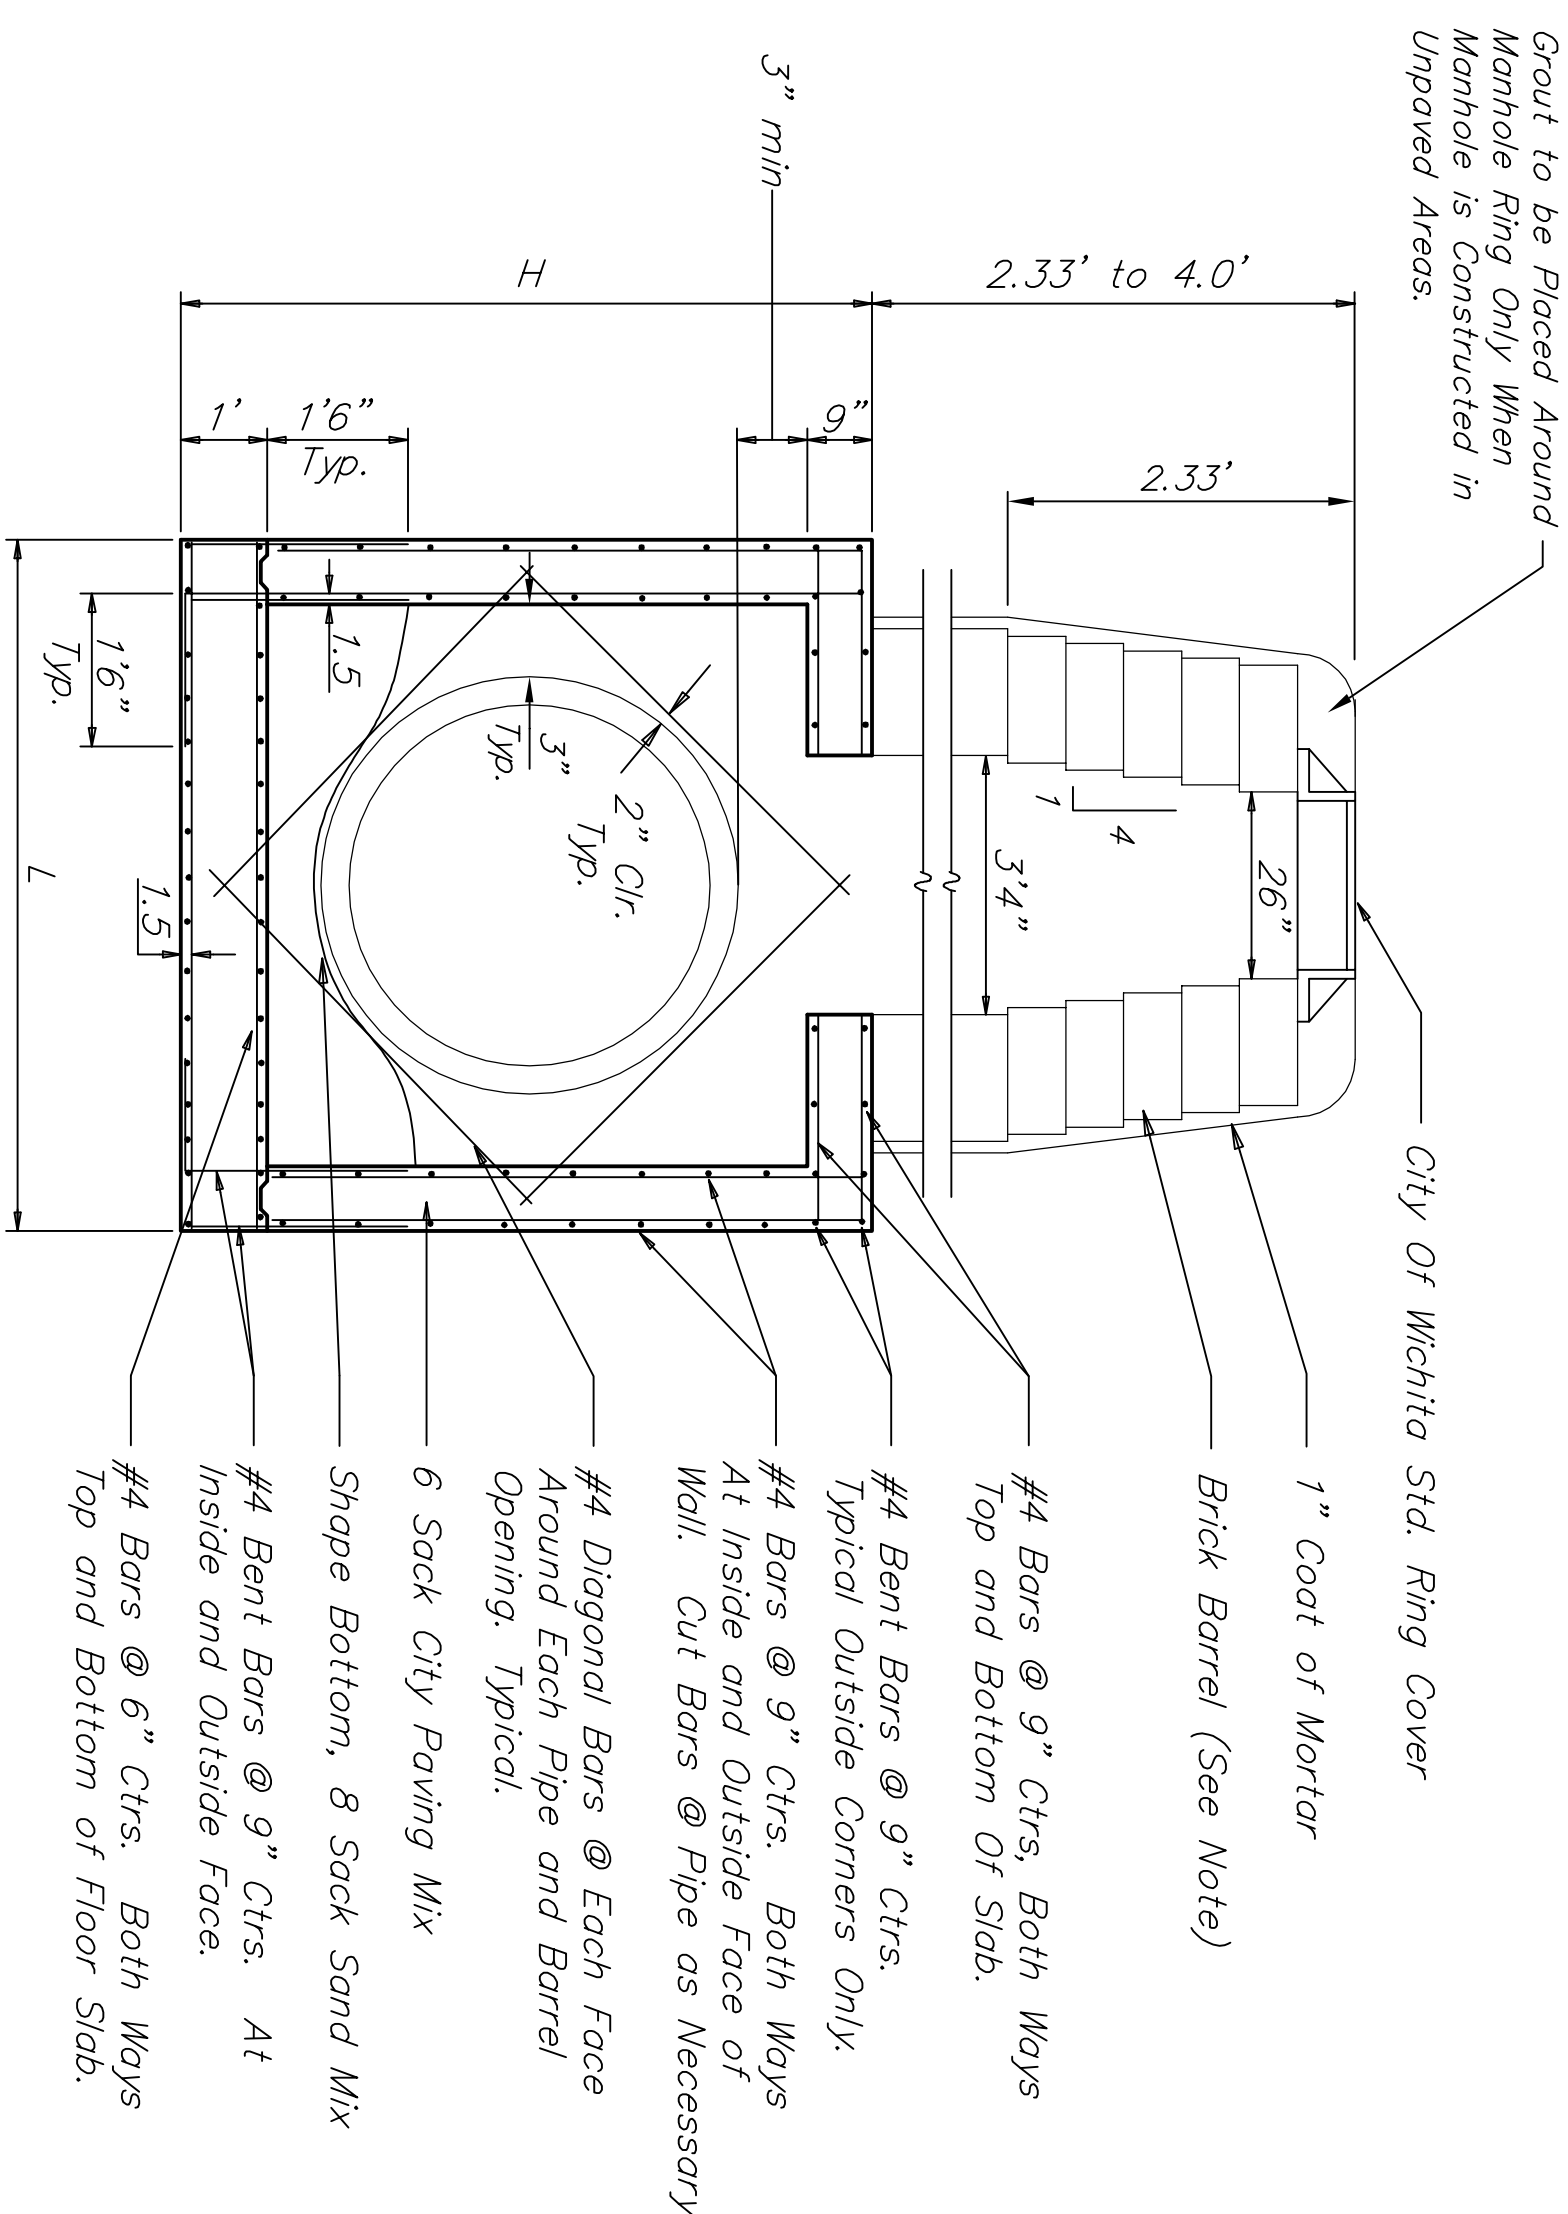 Grout to be Placed Around
Manhole Ring Only When
Manhole is Constructed in
Unpaved Areas.
City Of Wichita Std. Ring Cover
1" Coat of Mortar
Brick Barrel (See Note)
#4 Bars @ 9" Ctrs, Both Ways
Top and Bottom Of Slab.
#4 Bent Bars @ 9" Ctrs.
Typical Outside Corners Only.
#4 Bars @ 9" Ctrs. Both Ways
At Inside and Outside Face of
Wall. Cut Bars @ Pipe as Necessary
#4 Diagonal Bars @ Each Face
Around Each Pipe and Barrel
Opening. Typical.
6 Sack City Paving Mix
Shape Bottom, 8 Sack Sand Mix
#4 Bent Bars @ 9" Ctrs. At
Inside and Outside Face.
#4 Bars @ 6" Ctrs. Both Ways
Top and Bottom of Floor Slab.
2.33' to 4.0'
2.33'
26"
4
1
3'4"
H
9"
3" min
1'6"
Typ.
1'
2" Clr.
Typ.
3"
Typ.
1.5
1'6"
Typ.
1.5
L